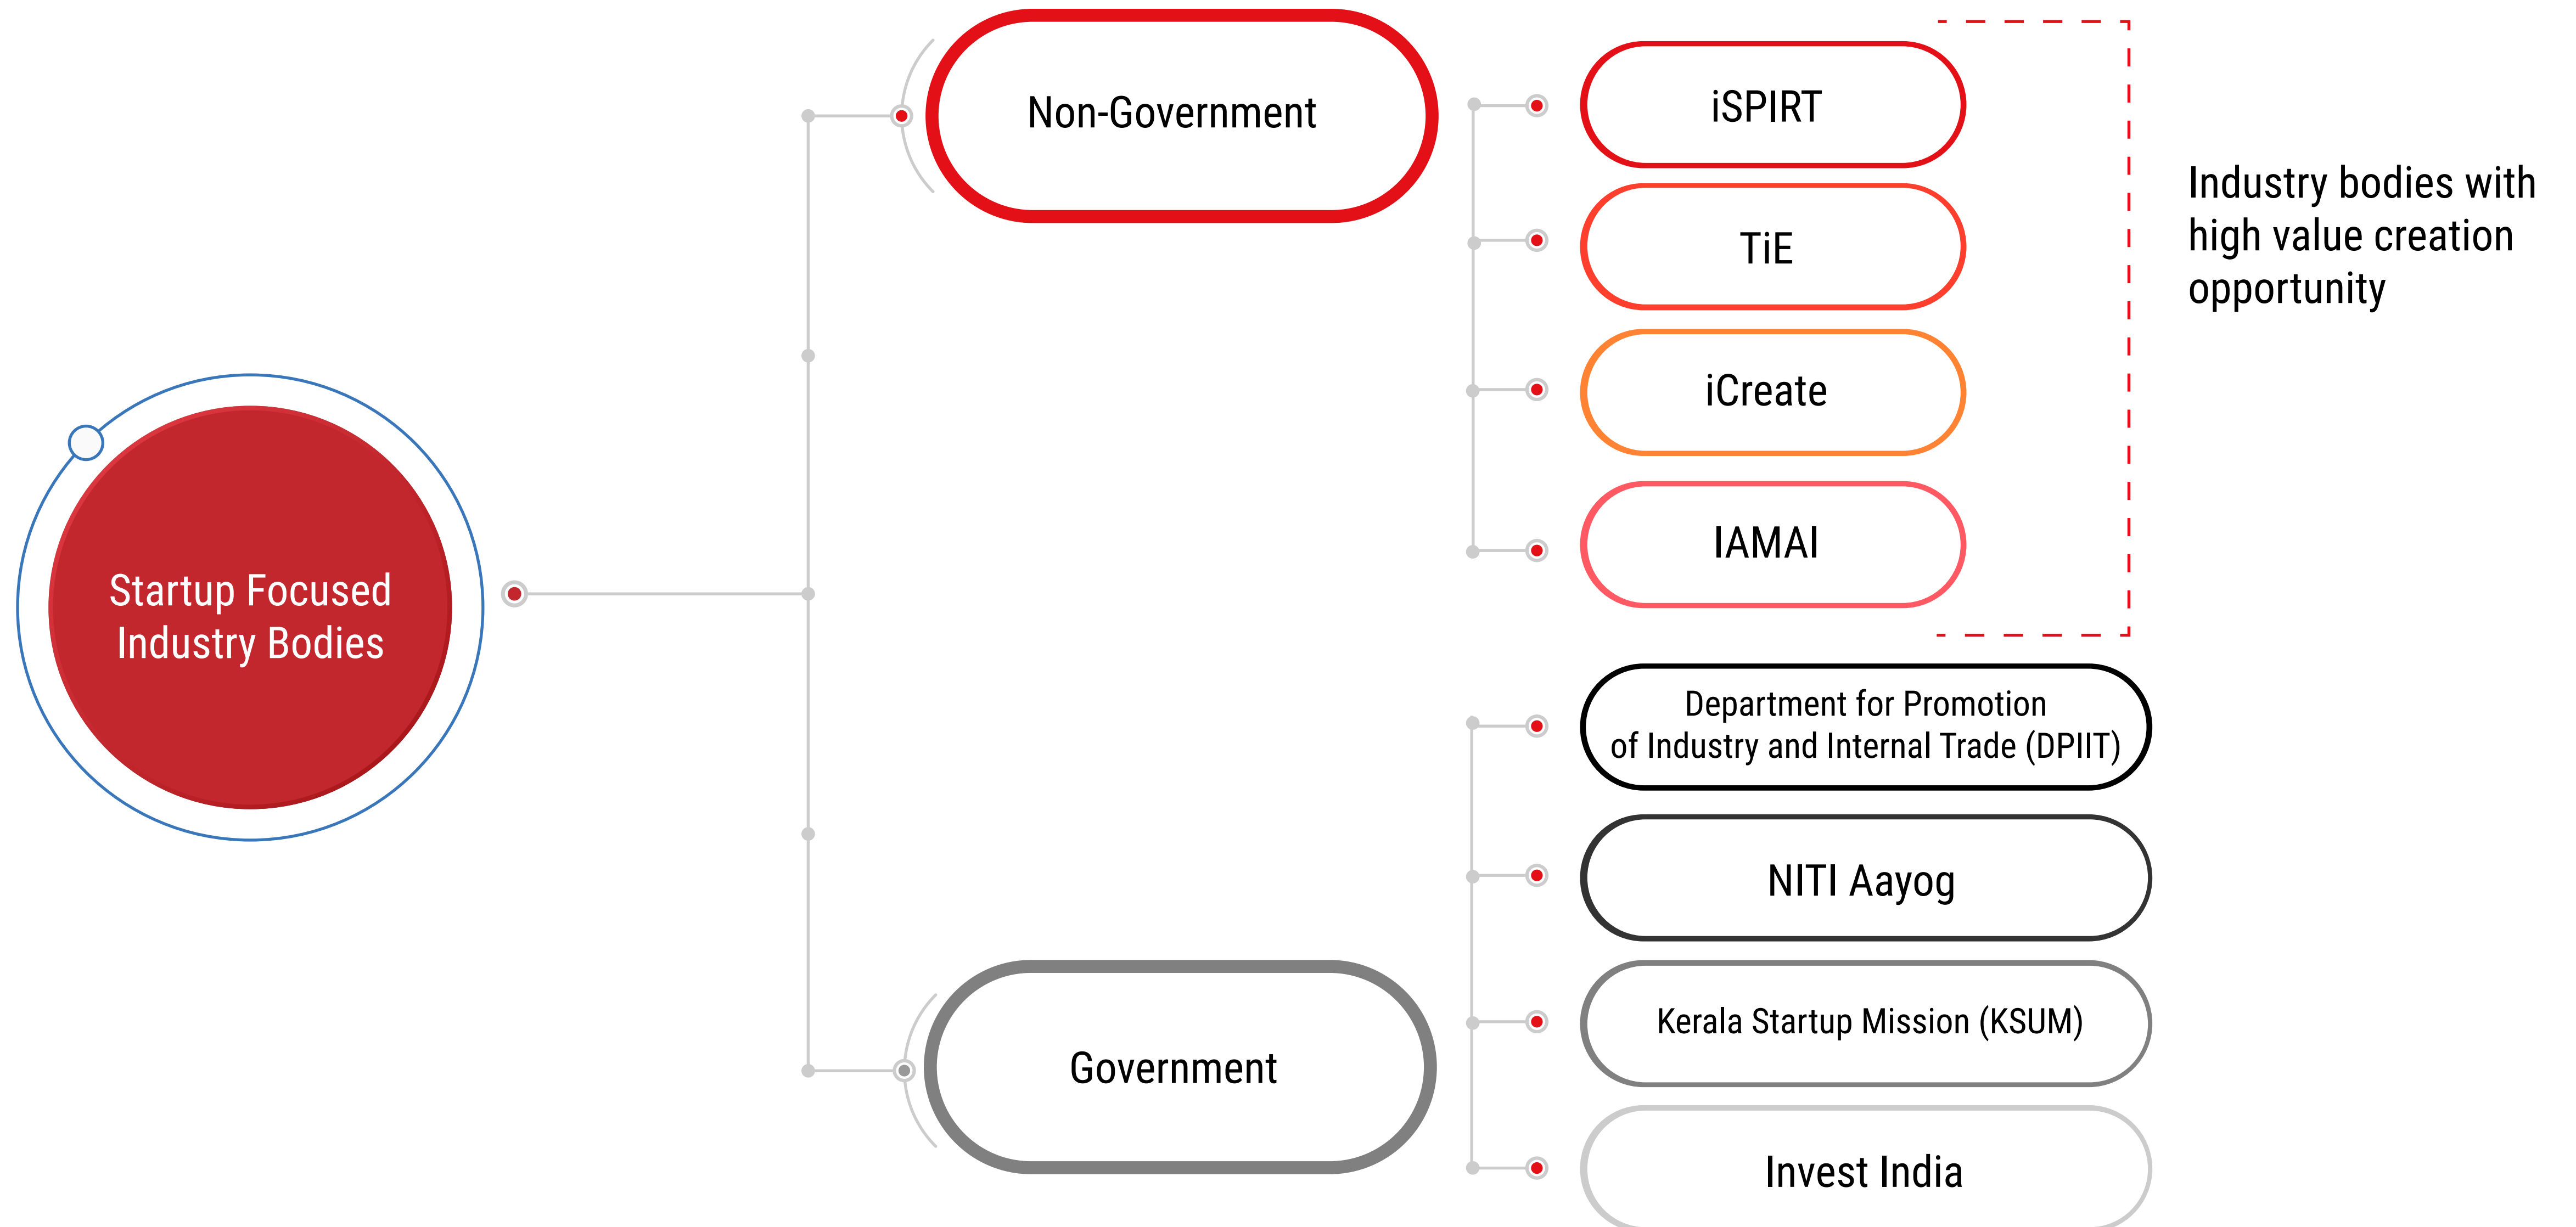 Startup Focused
Industry Bodies
Non-Government
iSPIRT
TiE
iCreate
IAMAI
Industry bodies with
high value creation
opportunity
Government
Department for Promotion
of Industry and Internal Trade (DPIIT)
NITI Aayog
Kerala Startup Mission (KSUM)
Invest India